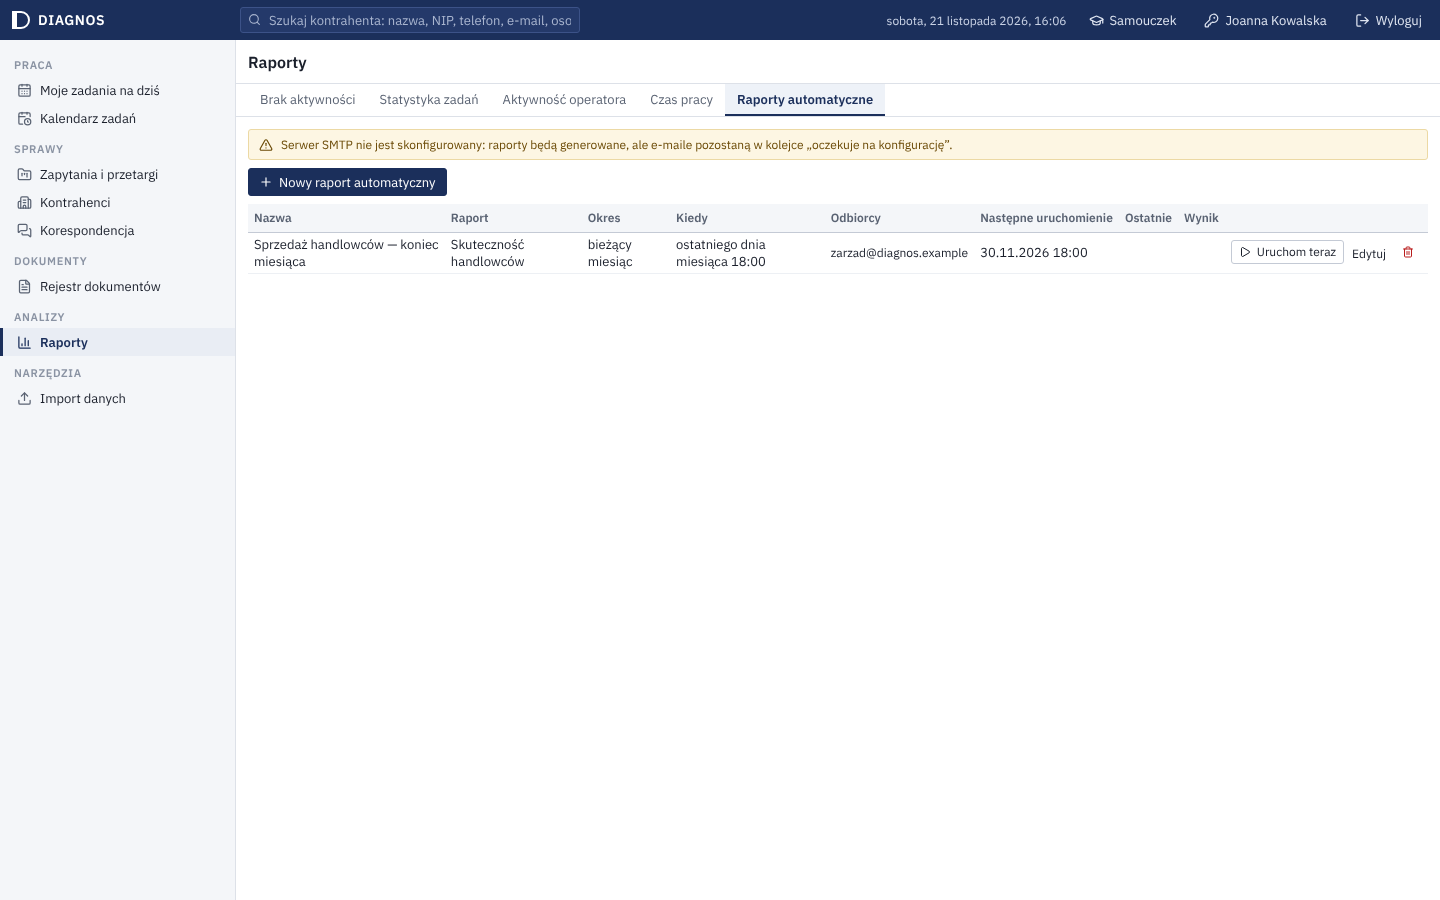 DIAGNOS
Szukaj kontrahenta: nazwa, NIP, telefon, e-mail, oso
sobota, 21 listopada 2026, 16:06
Samouczek
Joanna Kowalska
Wyloguj
PRACA
Moje zadania na dziś
Kalendarz zadań
SPRAWY
Zapytania i przetargi
Kontrahenci
Korespondencja
DOKUMENTY
Rejestr dokumentów
ANALIZY
Raporty
NARZĘDZIA
Import danych
Raporty
Brak aktywności
Statystyka zadań
Aktywność operatora
Czas pracy
Raporty automatyczne
Serwer SMTP nie jest skonfigurowany: raporty będą generowane, ale e-maile pozostaną w kolejce „oczekuje na konfigurację”.
Nowy raport automatyczny
Nazwa Raport Okres Kiedy Odbiorcy Następne uruchomienie Ostatnie Wynik
Sprzedaż handlowców — koniec
miesiąca
Skuteczność
handlowców
bieżący
miesiąc
ostatniego dnia
miesiąca 18:00
zarzad@diagnos.example
30.11.2026 18:00
Uruchom teraz
Edytuj